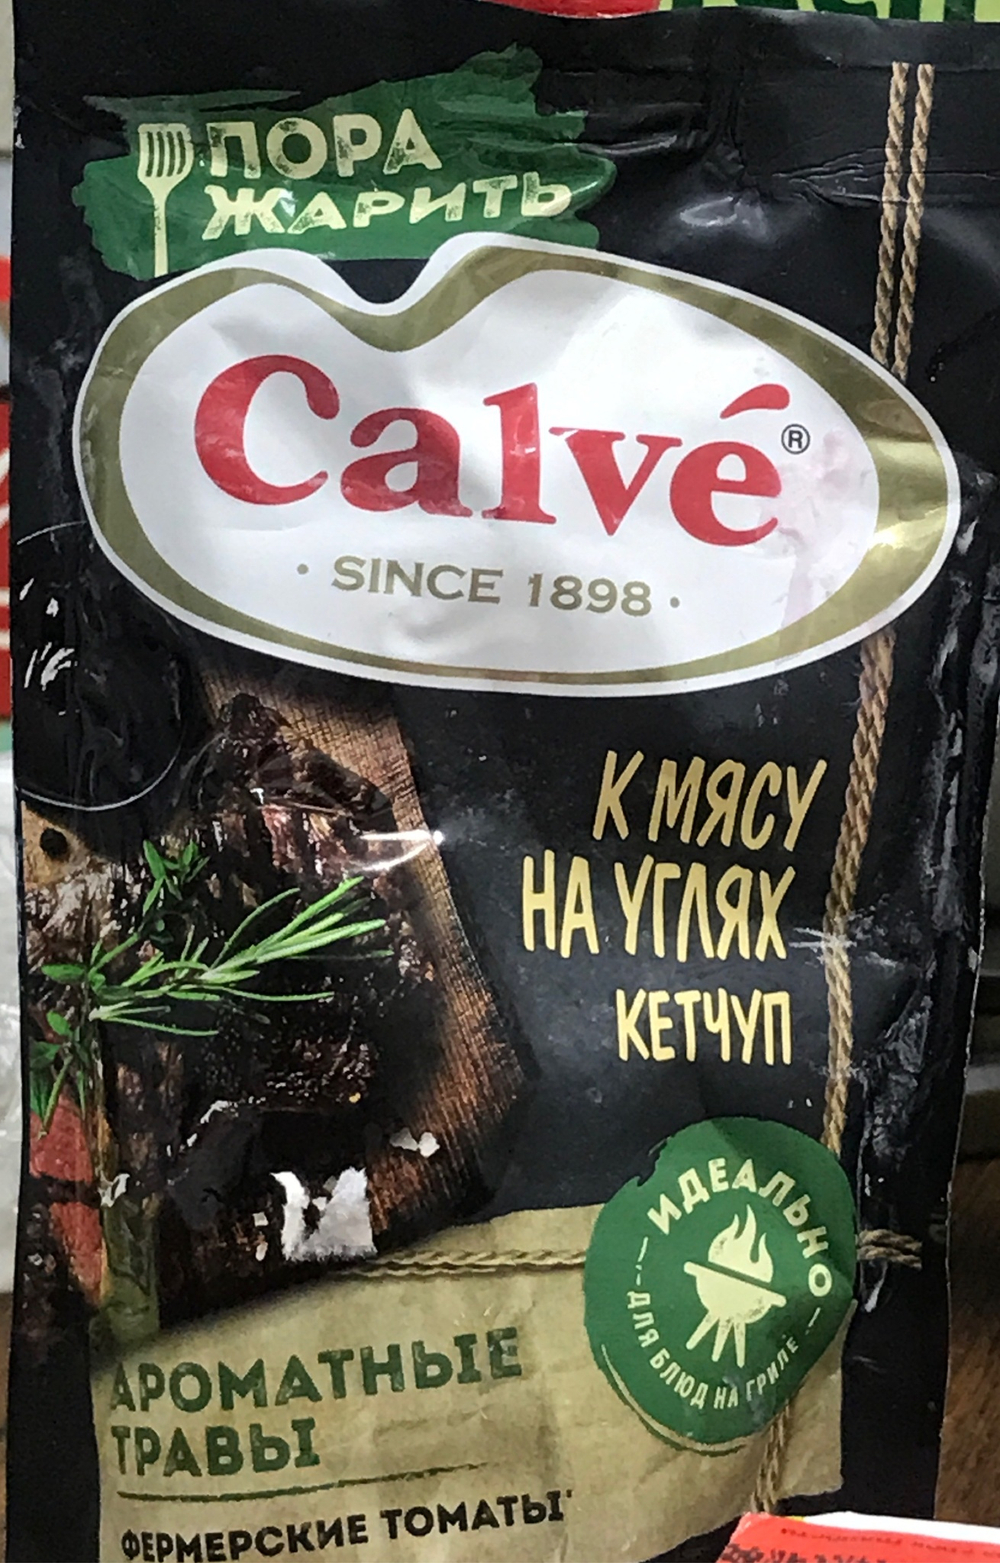 ПОРА
ЖАРИТЬ
Calvé®
· SINCE 1898 ·
К МЯСУ
НА УГЛЯХ
КЕТЧУП
ИДЕАЛЬНО
ДЛЯ БЛЮД НА ГРИЛЕ
АРОМАТНЫЕ
ТРАВЫ
ФЕРМЕРСКИЕ ТОМАТЫ